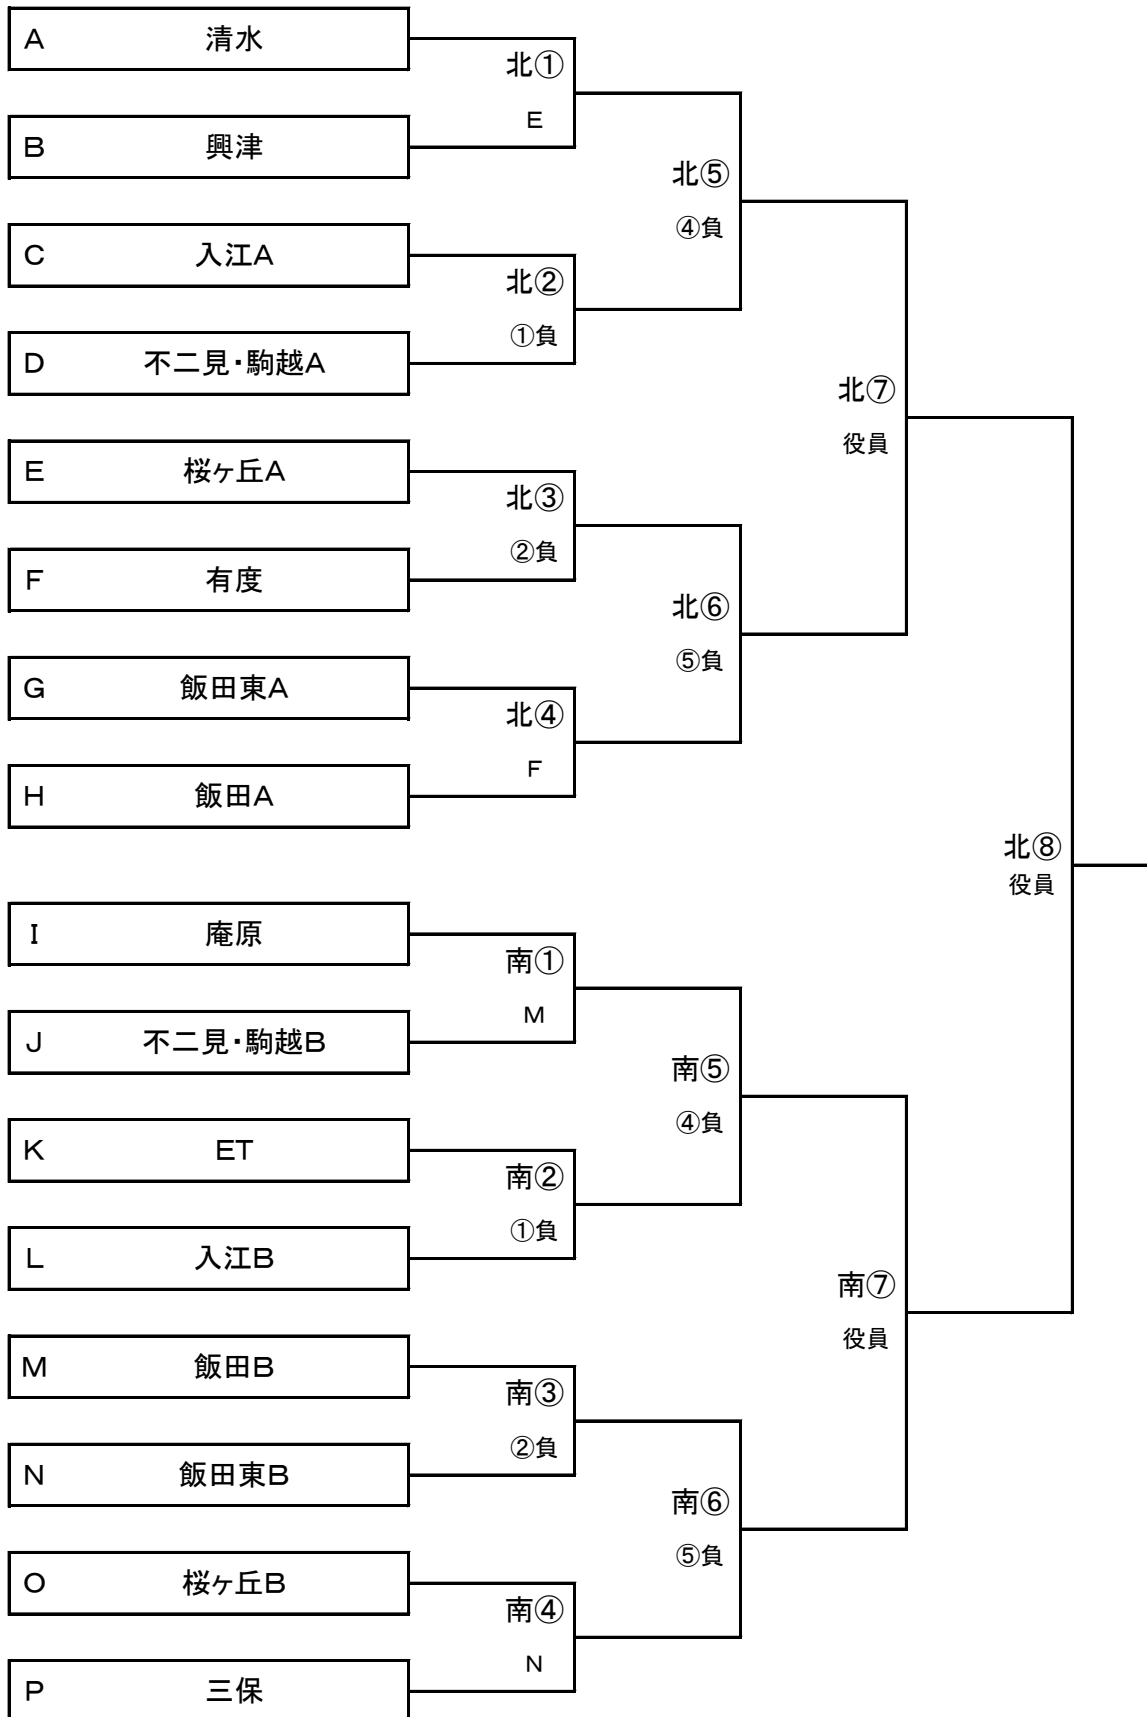 A 清水
北①
E
B 興津
北⑤
④負
C 入江A
北②
①負
D 不二見・駒越A
北⑦
役員
E 桜ヶ丘A
北③
②負
F 有度
北⑥
⑤負
G 飯田東A
北④
F
H 飯田A
北⑧
役員
I 庵原
南①
M
J 不二見・駒越B
南⑤
④負
K ET
南②
①負
L 入江B
南⑦
役員
M 飯田B
南③
②負
N 飯田東B
南⑥
⑤負
O 桜ヶ丘B
南④
N
P 三保